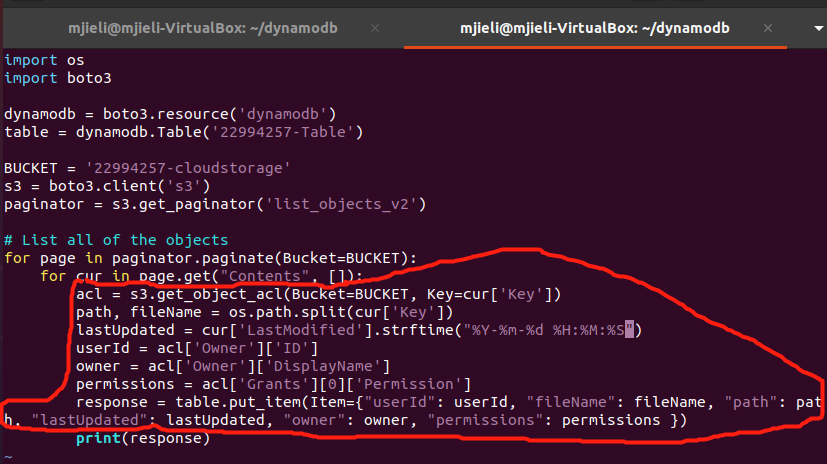 mjieli@mjieli-VirtualBox: ~/dynamodb × mjieli@mjieli-VirtualBox: ~/dynamodb ×
import os
import boto3

dynamodb = boto3.resource('dynamodb')
table = dynamodb.Table('22994257-Table')

BUCKET = '22994257-cloudstorage'
s3 = boto3.client('s3')
paginator = s3.get_paginator('list_objects_v2')

# List all of the objects
for page in paginator.paginate(Bucket=BUCKET):
    for cur in page.get("Contents", []):
        acl = s3.get_object_acl(Bucket=BUCKET, Key=cur['Key'])
        path, fileName = os.path.split(cur['Key'])
        lastUpdated = cur['LastModified'].strftime("%Y-%m-%d %H:%M:%S")
        userId = acl['Owner']['ID']
        owner = acl['Owner']['DisplayName']
        permissions = acl['Grants'][0]['Permission']
        response = table.put_item(Item={"userId": userId, "fileName": fileName, "path": pat
h, "lastUpdated": lastUpdated, "owner": owner, "permissions": permissions })
        print(response)
~